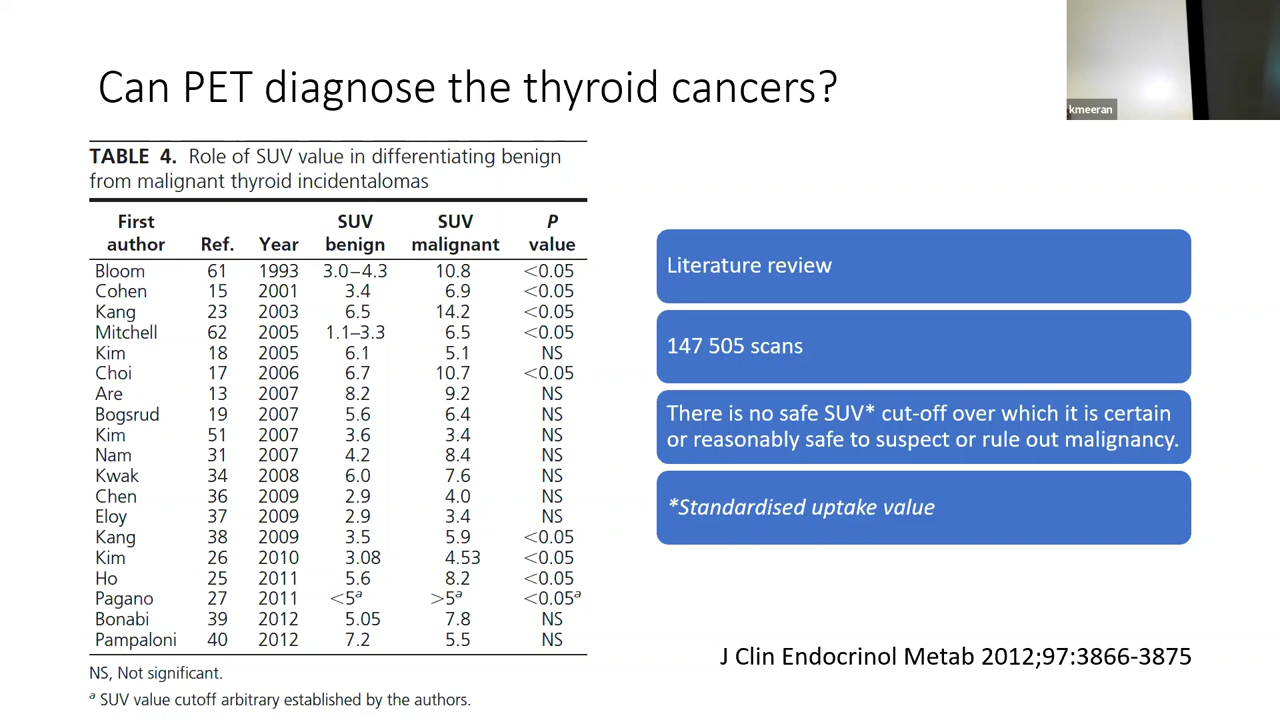 Can PET diagnose the thyroid cancers?
kmeeran
TABLE 4. Role of SUV value in differentiating benign
from malignant thyroid incidentalomas
First author Ref. Year SUV benign SUV malignant P value
Bloom 61 1993 3.0–4.3 10.8 <0.05
Cohen 15 2001 3.4 6.9 <0.05
Kang 23 2003 6.5 14.2 <0.05
Mitchell 62 2005 1.1–3.3 6.5 <0.05
Kim 18 2005 6.1 5.1 NS
Choi 17 2006 6.7 10.7 <0.05
Are 13 2007 8.2 9.2 NS
Bogsrud 19 2007 5.6 6.4 NS
Kim 51 2007 3.6 3.4 NS
Nam 31 2007 4.2 8.4 NS
Kwak 34 2008 6.0 7.6 NS
Chen 36 2009 2.9 4.0 NS
Eloy 37 2009 2.9 3.4 NS
Kang 38 2009 3.5 5.9 <0.05
Kim 26 2010 3.08 4.53 <0.05
Ho 25 2011 5.6 8.2 <0.05
Pagano 27 2011 <5a >5a <0.05a
Bonabi 39 2012 5.05 7.8 NS
Pampaloni 40 2012 7.2 5.5 NS
NS, Not significant.
a SUV value cutoff arbitrary established by the authors.
Literature review
147 505 scans
There is no safe SUV* cut-off over which it is certain
or reasonably safe to suspect or rule out malignancy.
*Standardised uptake value
J Clin Endocrinol Metab 2012;97:3866-3875